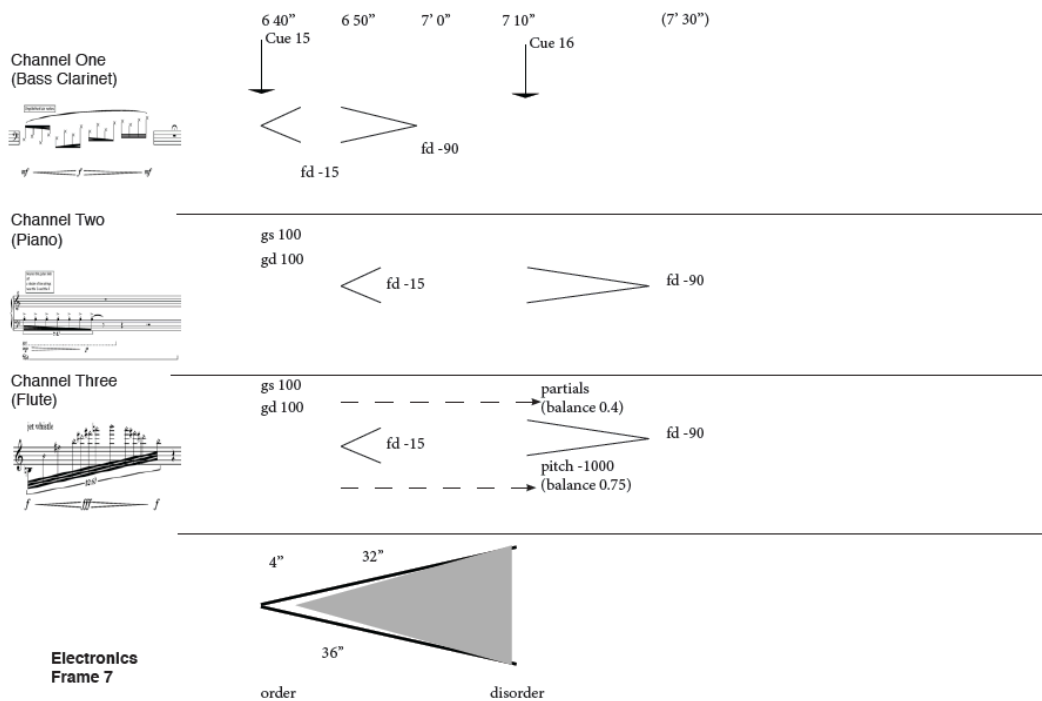 6 40” 6 50” 7’ 0” 7 10” (7’ 30”)
Cue 15 Cue 16
Channel One
(Bass Clarinet)
mf f mf
fd -15
fd -90
Channel Two
(Piano)
gs 100
gd 100
fd -15
fd -90
Channel Three
(Flute)
gs 100
gd 100
partials
(balance 0.4)
jet whistle
fd -15
fd -90
pitch -1000
(balance 0.75)
f fff f
4” 32”
36”
Electronics
Frame 7
order disorder